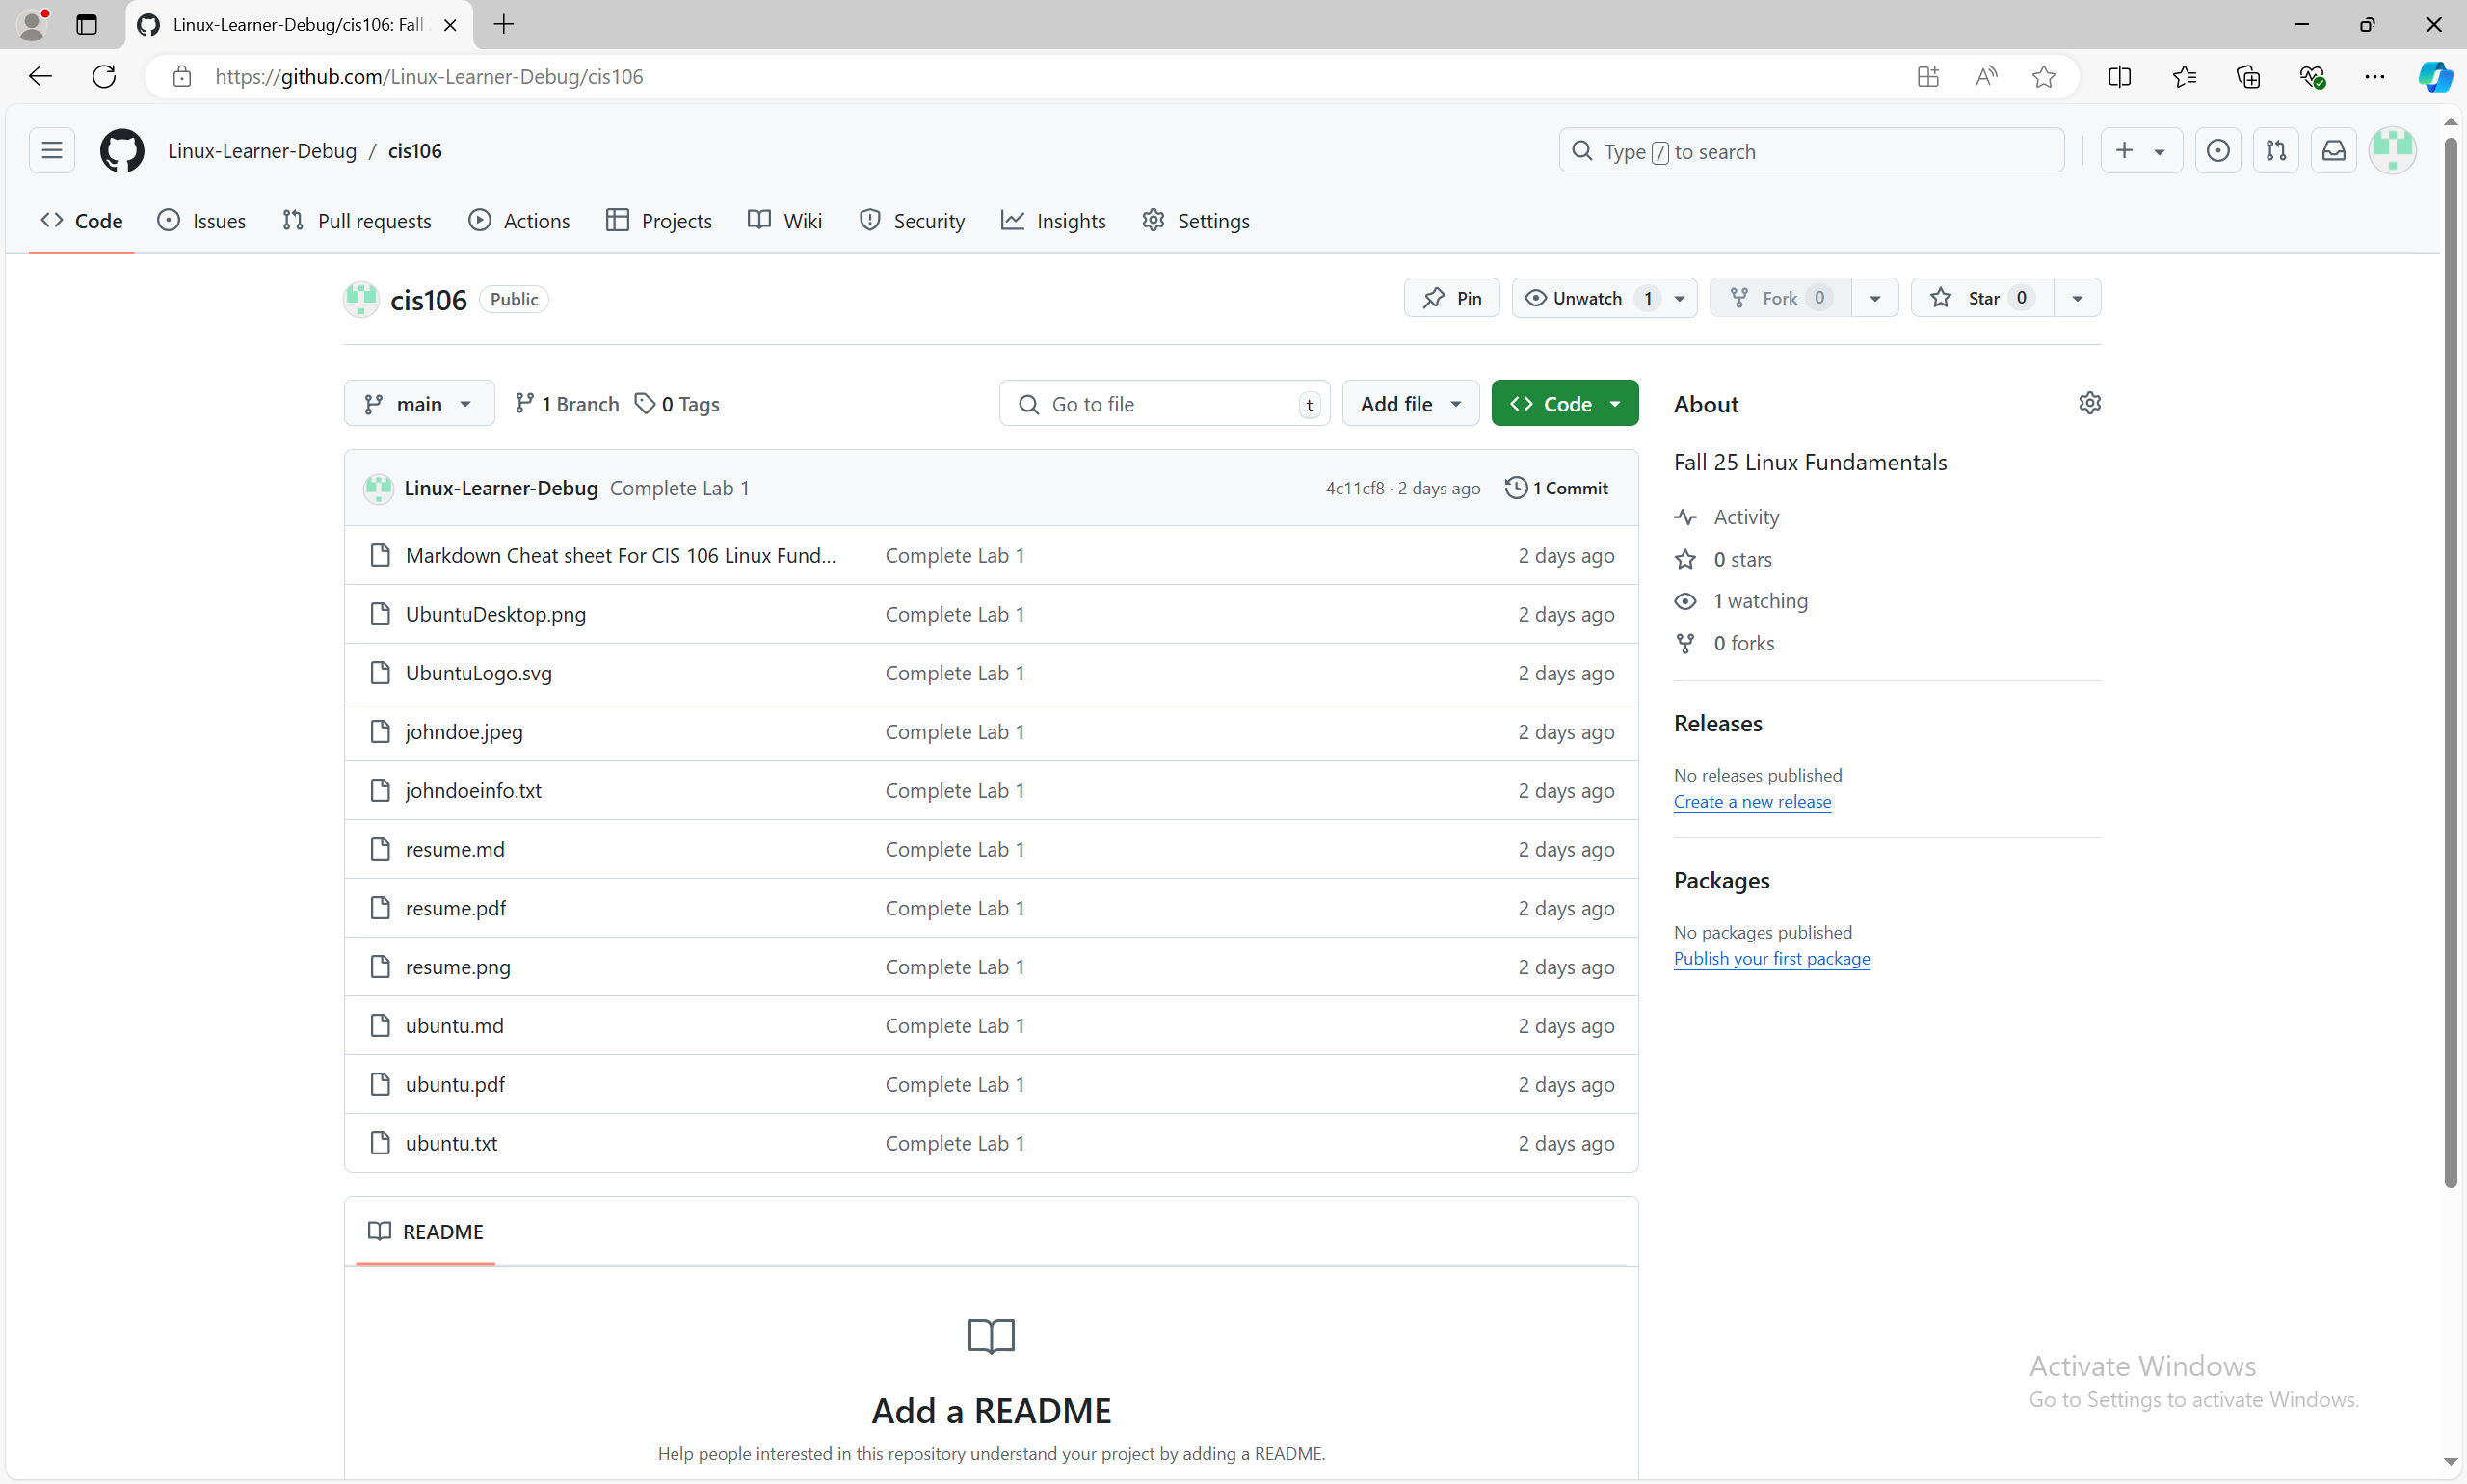 Linux-Learner-Debug/cis106: Fall
https://github.com/Linux-Learner-Debug/cis106
Linux-Learner-Debug / cis106
Type / to search
Code Issues Pull requests Actions Projects Wiki Security Insights Settings
cis106 Public
Pin Unwatch 1 Fork 0 Star 0
main 1 Branch 0 Tags Go to file t Add file Code
About
Fall 25 Linux Fundamentals
Linux-Learner-Debug Complete Lab 1 4c11cf8 · 2 days ago 1 Commit
Markdown Cheat sheet For CIS 106 Linux Fund... Complete Lab 1 2 days ago
UbuntuDesktop.png Complete Lab 1 2 days ago
UbuntuLogo.svg Complete Lab 1 2 days ago
johndoe.jpeg Complete Lab 1 2 days ago
johndoeinfo.txt Complete Lab 1 2 days ago
resume.md Complete Lab 1 2 days ago
resume.pdf Complete Lab 1 2 days ago
resume.png Complete Lab 1 2 days ago
ubuntu.md Complete Lab 1 2 days ago
ubuntu.pdf Complete Lab 1 2 days ago
ubuntu.txt Complete Lab 1 2 days ago
Activity
0 stars
1 watching
0 forks
Releases
No releases published
Create a new release
Packages
No packages published
Publish your first package
README
Add a README
Help people interested in this repository understand your project by adding a README.
Activate Windows
Go to Settings to activate Windows.